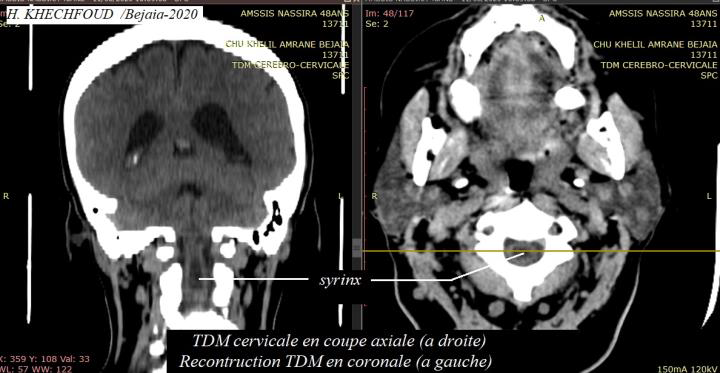 H. KHECHFOUD /Bejaia-2020
Se: 2
AMSSIS NASSIRA 48ANS
13711
CHU KHELIL AMRANE BEJAIA
13711
TDM CEREBRO-CERVICALE
SPC
R
L
X: 359 Y: 108 Val: 33
WL: 57 WW: 122
Im: 48/117
Se: 2
A
AMSSIS NASSIRA 48ANS
13711
CHU KHELIL AMRANE BEJAIA
13711
TDM CEREBRO-CERVICALE
SPC
R
L
150mA 120kV
syrinx
TDM cervicale en coupe axiale (a droite)
Recontruction TDM en coronale (a gauche)